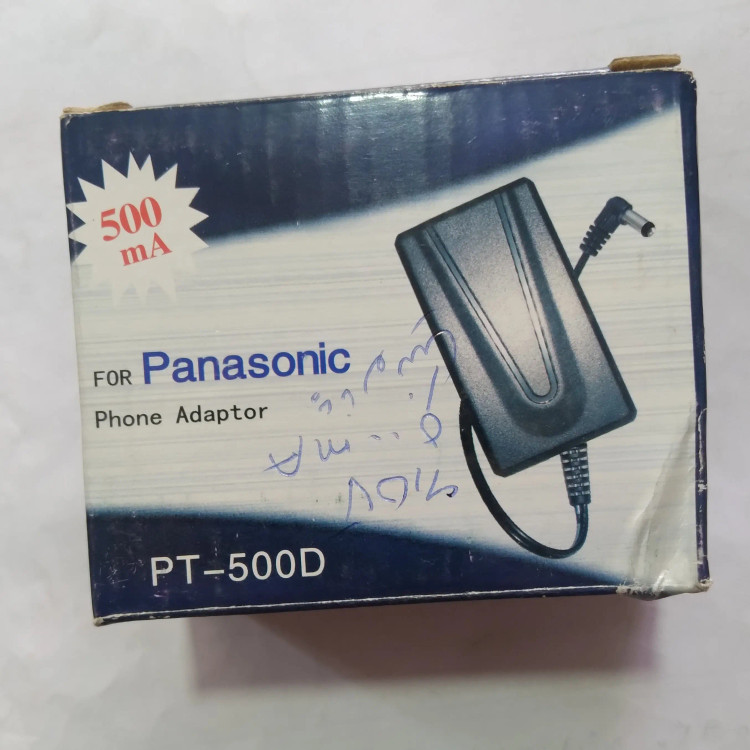 500
mA
FOR Panasonic
Phone Adaptor
PT-500D